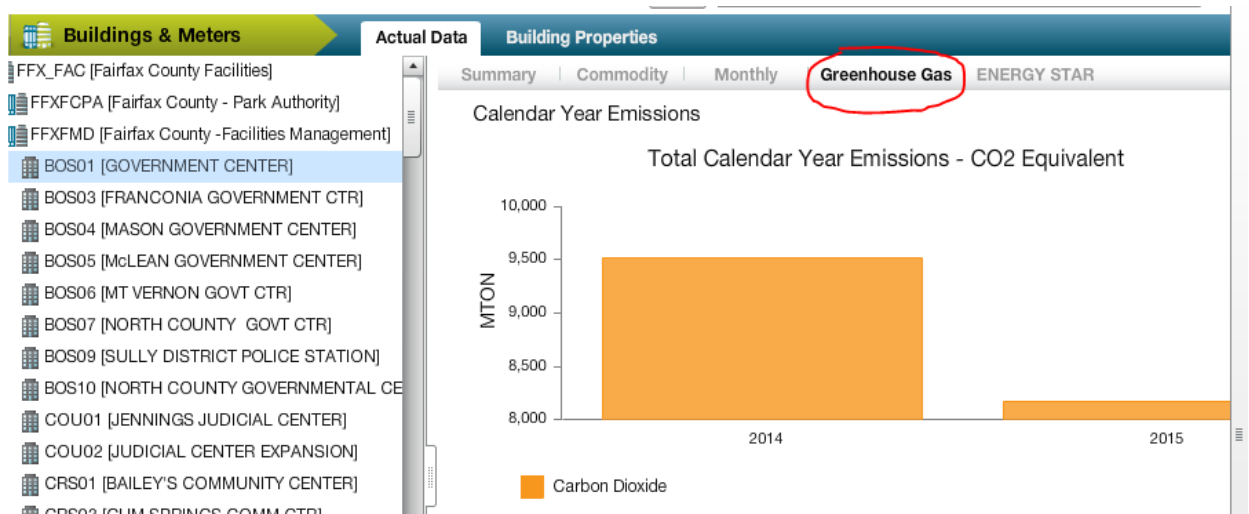 Buildings & Meters
Actual Data
Building Properties
FFX_FAC [Fairfax County Facilities]
FFXFCPA [Fairfax County - Park Authority]
FFXFMD [Fairfax County -Facilities Management]
BOS01 [GOVERNMENT CENTER]
BOS03 [FRANCONIA GOVERNMENT CTR]
BOS04 [MASON GOVERNMENT CENTER]
BOS05 [McLEAN GOVERNMENT CENTER]
BOS06 [MT VERNON GOVT CTR]
BOS07 [NORTH COUNTY GOVT CTR]
BOS09 [SULLY DISTRICT POLICE STATION]
BOS10 [NORTH COUNTY GOVERNMENTAL CE
COU01 [JENNINGS JUDICIAL CENTER]
COU02 [JUDICIAL CENTER EXPANSION]
CRS01 [BAILEY'S COMMUNITY CENTER]
Summary Commodity Monthly Greenhouse Gas ENERGY STAR
Calendar Year Emissions
Total Calendar Year Emissions - CO2 Equivalent
MTON
10,000
9,500
9,000
8,500
8,000
2014 2015
Carbon Dioxide